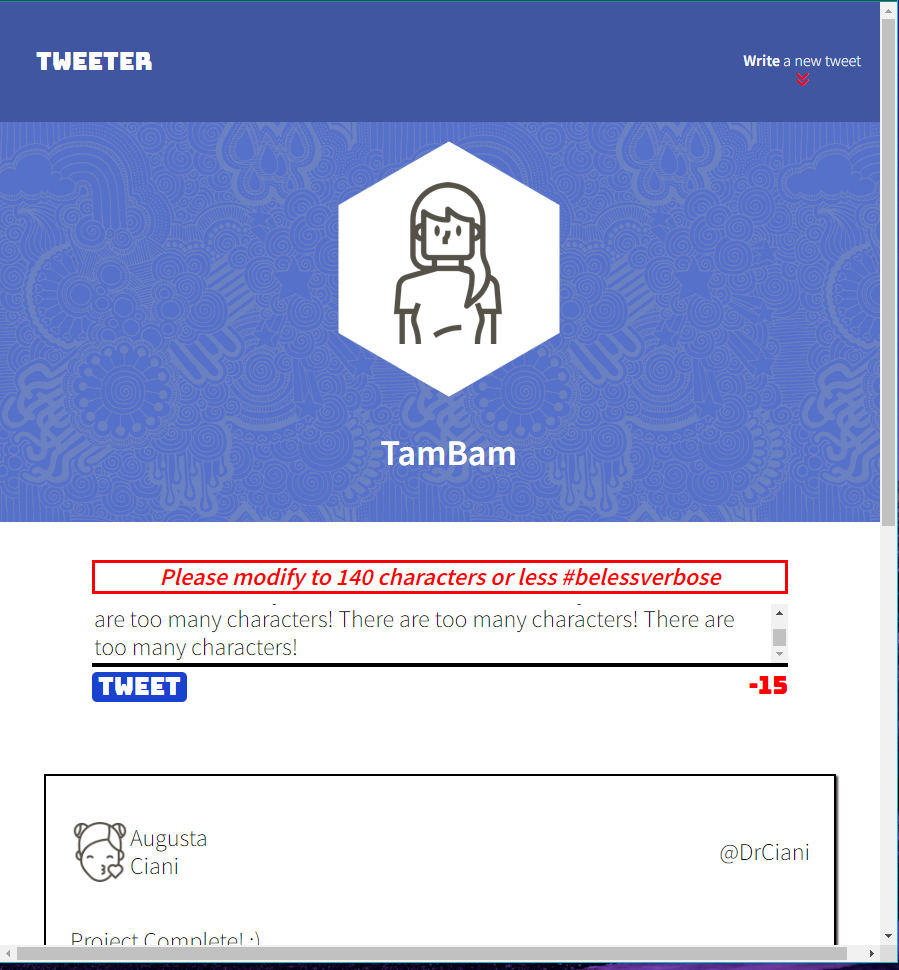 TWEETER
Write a new tweet
TamBam
Please modify to 140 characters or less #belessverbose
are too many characters! There are too many characters! There are
too many characters!
TWEET
-15
Augusta
Ciani
@DrCiani
Project Complete! :)